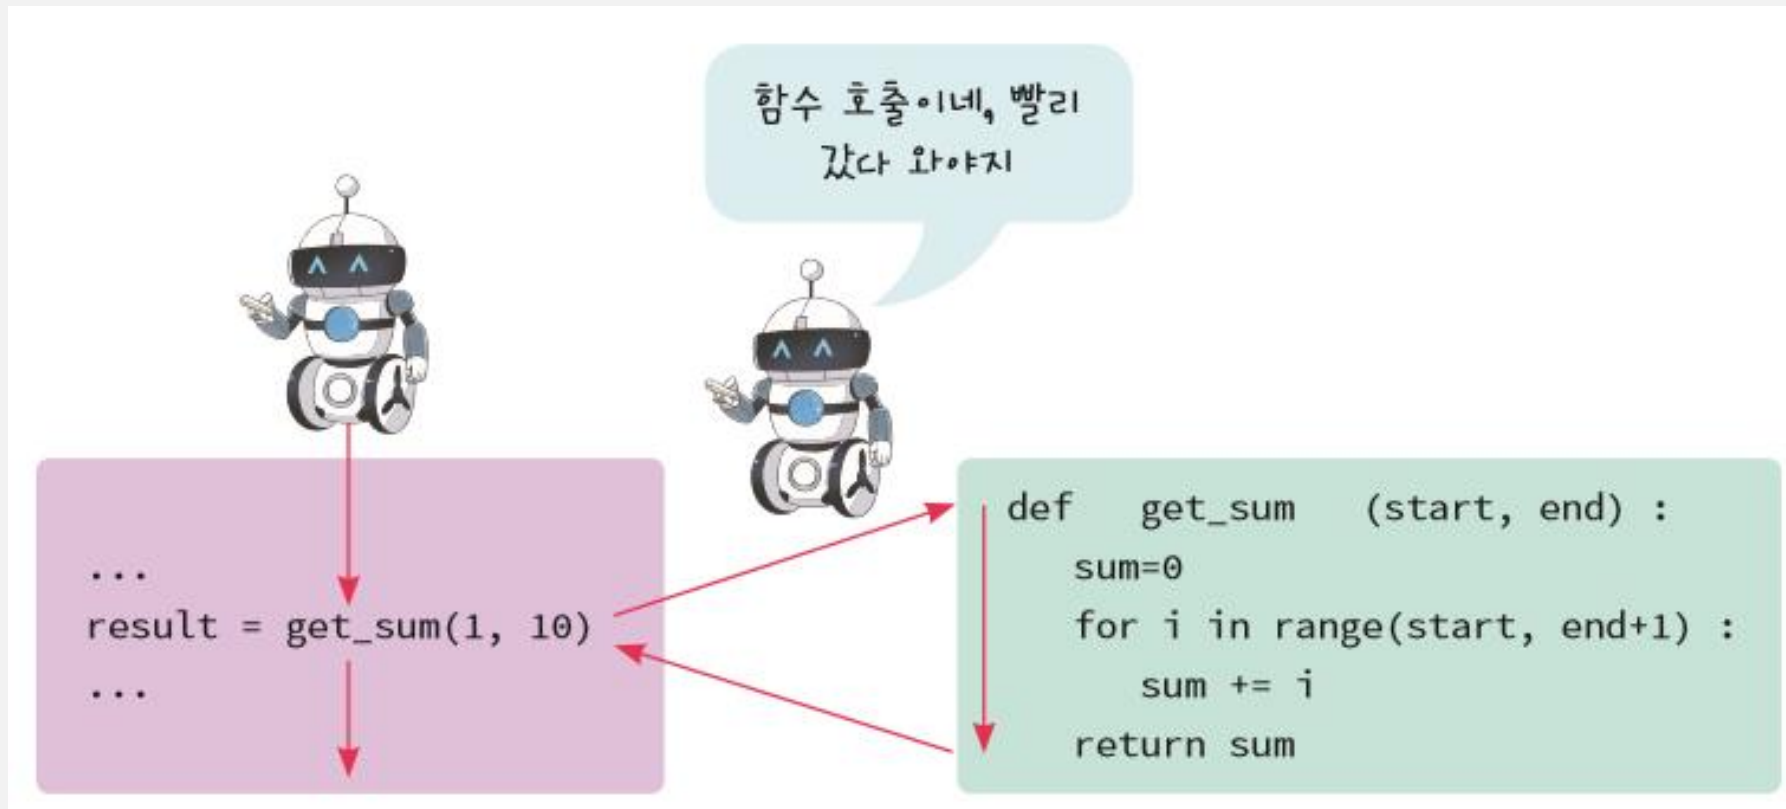 함수 호출이네, 빨리
갔다 와야지
...
result = get_sum(1, 10)
...
def get_sum (start, end) :
sum=0
for i in range(start, end+1) :
sum += i
return sum